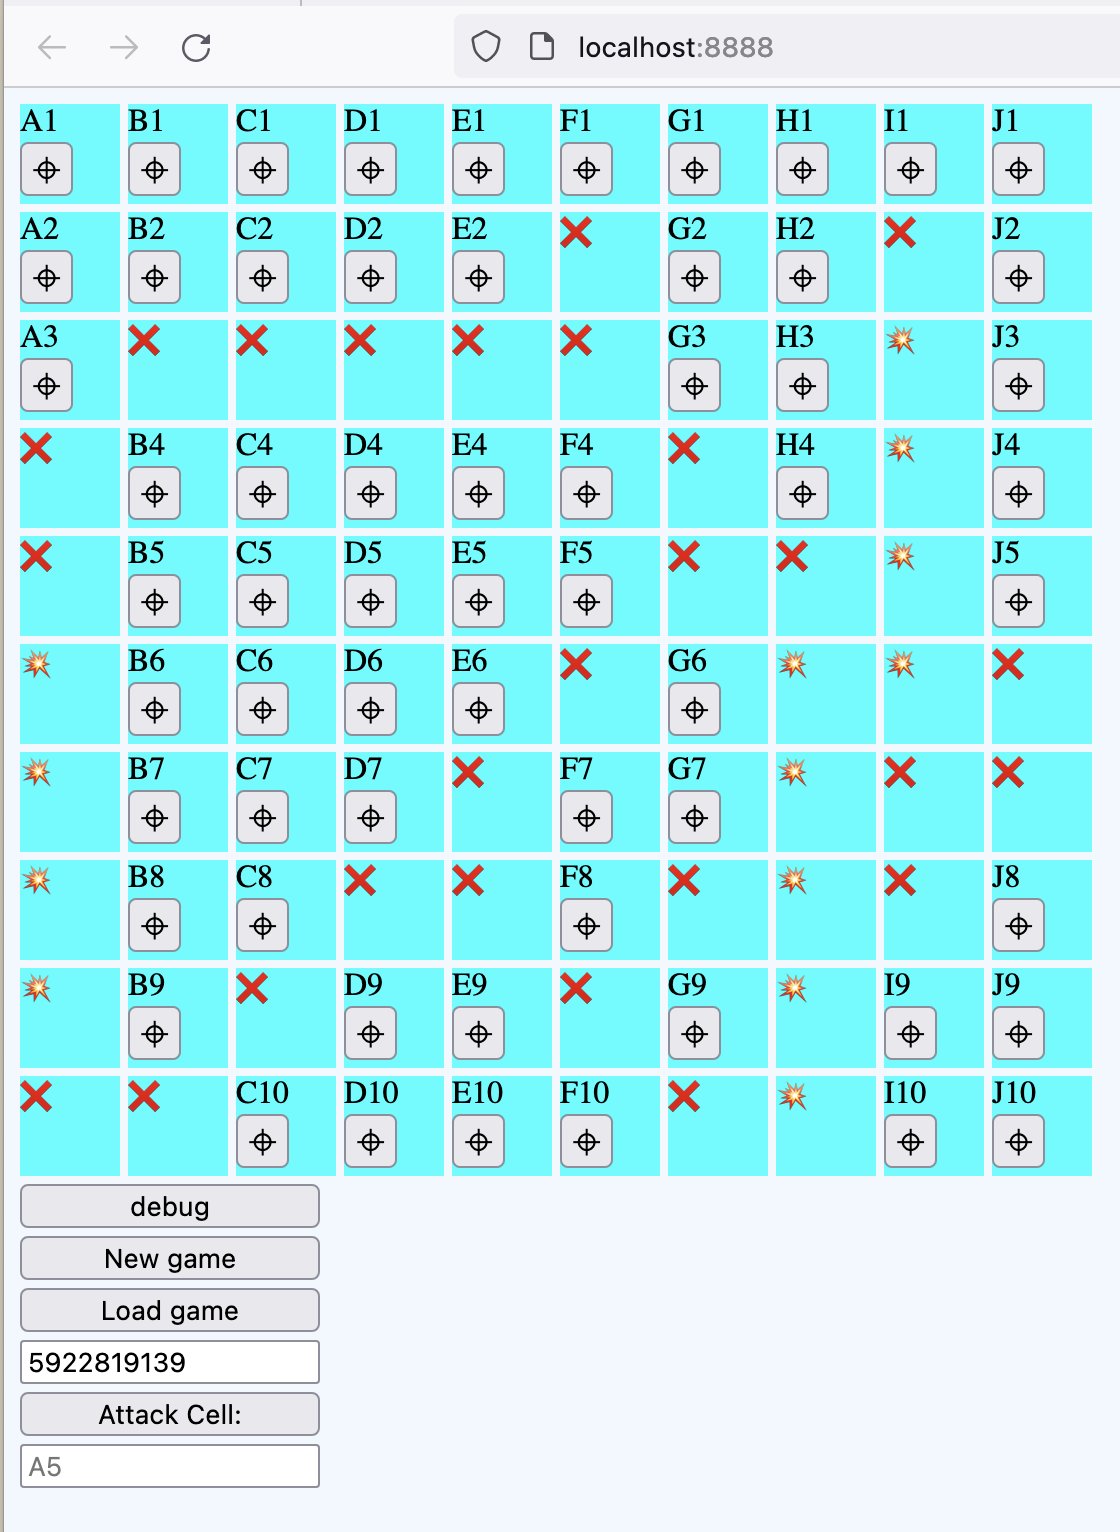 localhost:8888
A1 B1 C1 D1 E1 F1 G1 H1 I1 J1
A2 B2 C2 D2 E2 G2 H2 J2
A3 G3 H3 J3
B4 C4 D4 E4 F4 H4 J4
B5 C5 D5 E5 F5 J5
B6 C6 D6 E6 G6
B7 C7 D7 F7 G7
B8 C8 F8 J8
B9 D9 E9 G9 I9 J9
C10 D10 E10 F10 I10 J10
debug
New game
Load game
5922819139
Attack Cell:
A5